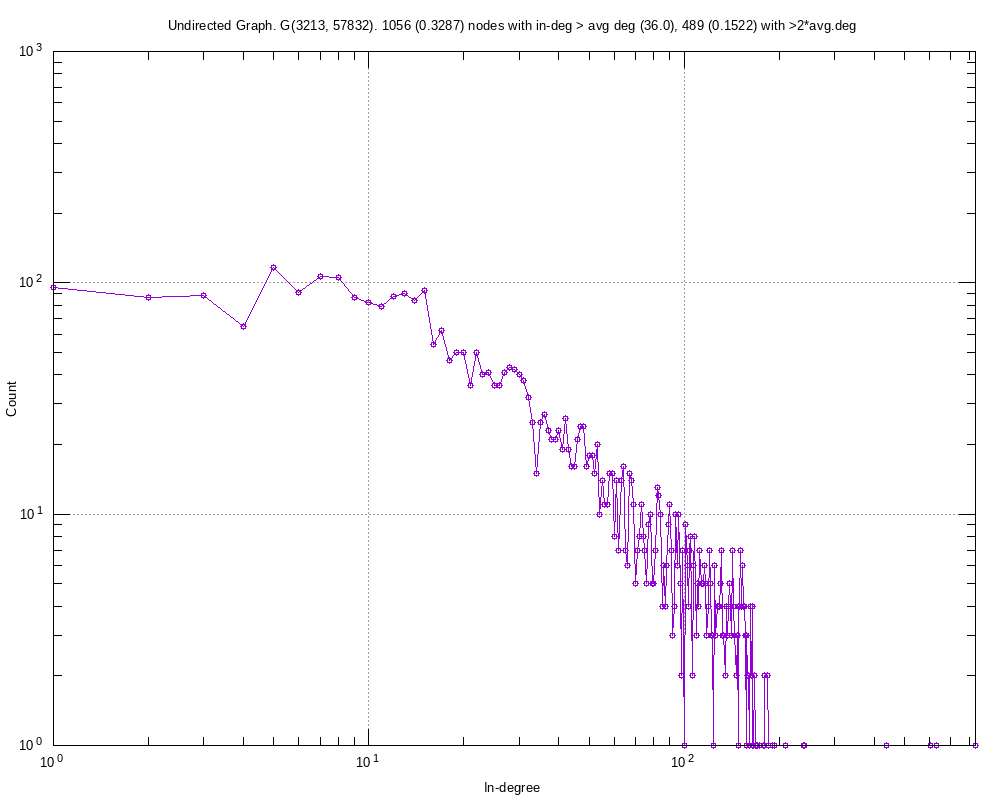 Undirected Graph. G(3213, 57832). 1056 (0.3287) nodes with in-deg > avg deg (36.0), 489 (0.1522) with >2*avg.deg
10^3
10^2
10^1
10^0
Count
10^0 10^1 10^2
In-degree